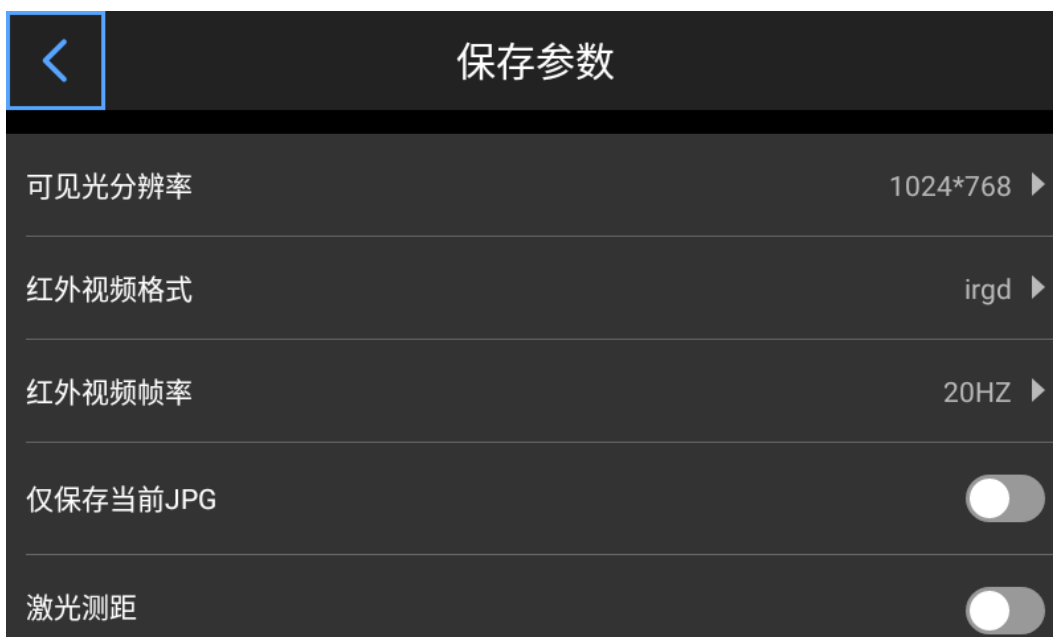 保存参数
可见光分辨率 1024*768
红外视频格式 irgd
红外视频帧率 20HZ
仅保存当前JPG
激光测距